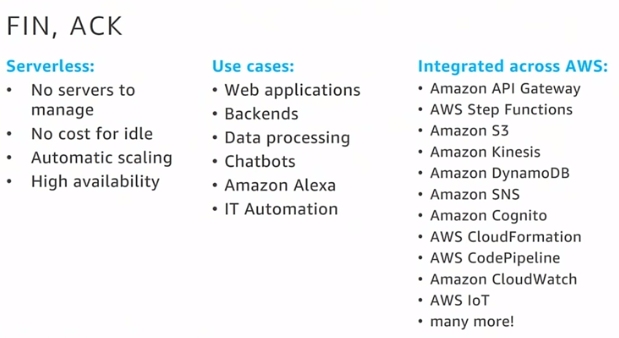 FIN, ACK
Serverless:
• No servers to
manage
• No cost for idle
• Automatic scaling
• High availability
Use cases:
• Web applications
• Backends
• Data processing
• Chatbots
• Amazon Alexa
• IT Automation
Integrated across AWS:
• Amazon API Gateway
• AWS Step Functions
• Amazon S3
• Amazon Kinesis
• Amazon DynamoDB
• Amazon SNS
• Amazon Cognito
• AWS CloudFormation
• AWS CodePipeline
• Amazon CloudWatch
• AWS IoT
• many more!